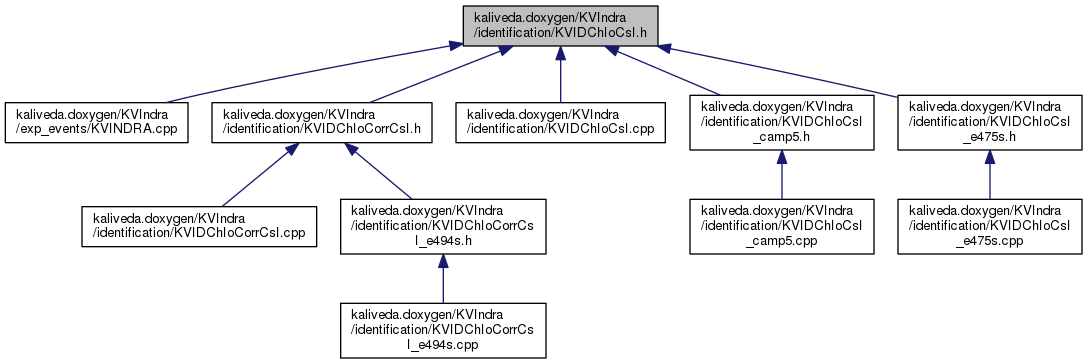 kaliveda.doxygen/KVIndra
/identification/KVIDChIoCsI.h
kaliveda.doxygen/KVIndra
/exp_events/KVINDRA.cpp
kaliveda.doxygen/KVIndra
/identification/KVIDChIoCorrCsI.h
kaliveda.doxygen/KVIndra
/identification/KVIDChIoCsI.cpp
kaliveda.doxygen/KVIndra
/identification/KVIDChIoCsI
_camp5.h
kaliveda.doxygen/KVIndra
/identification/KVIDChIoCsI
_e475s.h
kaliveda.doxygen/KVIndra
/identification/KVIDChIoCorrCsI.cpp
kaliveda.doxygen/KVIndra
/identification/KVIDChIoCorrCs
I_e494s.h
kaliveda.doxygen/KVIndra
/identification/KVIDChIoCsI
_camp5.cpp
kaliveda.doxygen/KVIndra
/identification/KVIDChIoCsI
_e475s.cpp
kaliveda.doxygen/KVIndra
/identification/KVIDChIoCorrCs
I_e494s.cpp